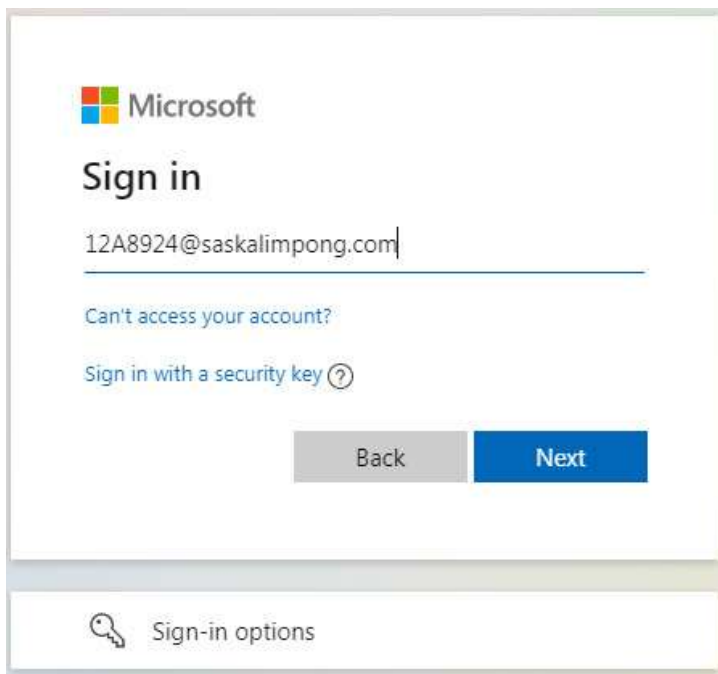 Microsoft
Sign in
12A8924@saskalimpong.com
Can't access your account?
Sign in with a security key ?
Back Next
Sign-in options